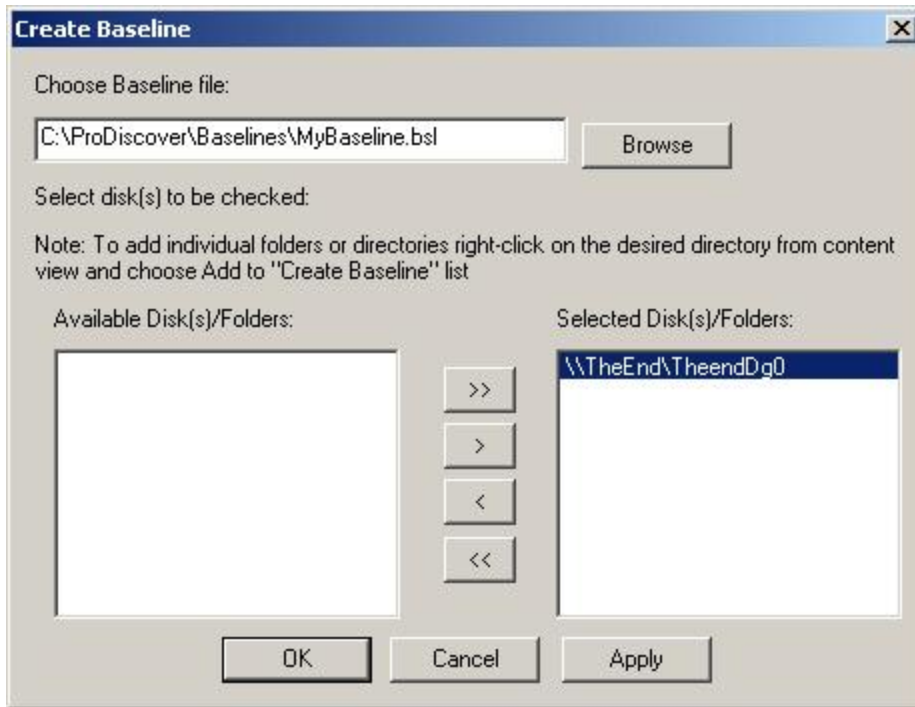 Create Baseline
Choose Baseline file:
C:\ProDiscover\Baselines\MyBaseline.bsl
Browse
Select disk(s) to be checked:
Note: To add individual folders or directories right-click on the desired directory from content
view and choose Add to "Create Baseline" list
Available Disk(s)/Folders:
Selected Disk(s)/Folders:
\\TheEnd\TheendDg0
>>
>
<
<<
OK
Cancel
Apply